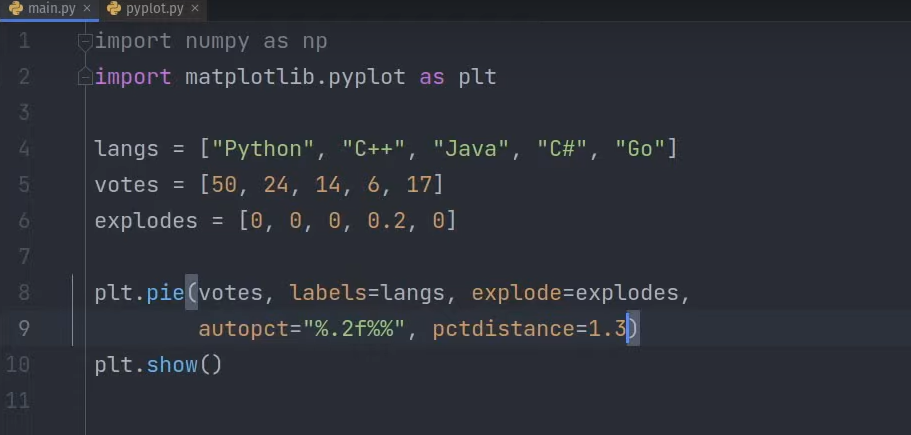 main.py × pyplot.py ×
1 import numpy as np
2 import matplotlib.pyplot as plt
3
4 langs = ["Python", "C++", "Java", "C#", "Go"]
5 votes = [50, 24, 14, 6, 17]
6 explodes = [0, 0, 0, 0.2, 0]
7
8 plt.pie(votes, labels=langs, explode=explodes,
9         autopct="%.2f%%", pctdistance=1.3)
10 plt.show()
11